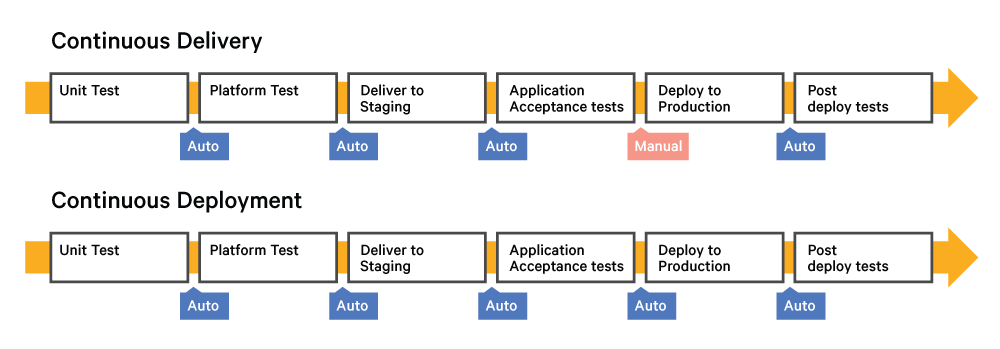 Continuous Delivery
Unit Test
Platform Test
Deliver to
Staging
Application
Acceptance tests
Deploy to
Production
Post
deploy tests
Auto
Auto
Auto
Manual
Auto
Continuous Deployment
Unit Test
Platform Test
Deliver to
Staging
Application
Acceptance tests
Deploy to
Production
Post
deploy tests
Auto
Auto
Auto
Auto
Auto